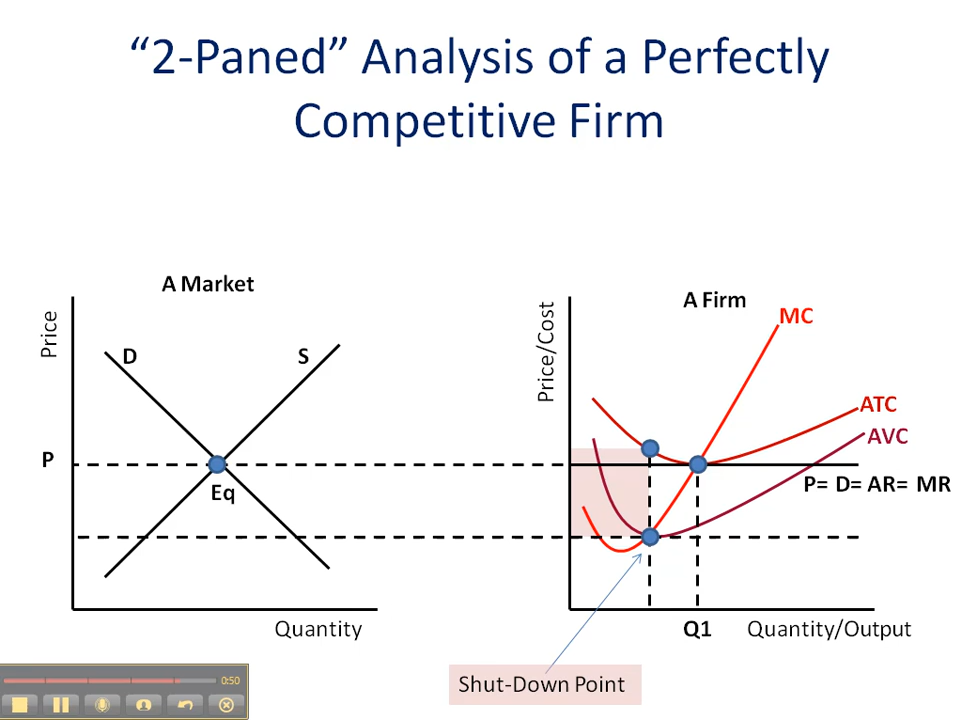 “2-Paned” Analysis of a Perfectly
Competitive Firm
A Market
Price
D
S
P
Eq
Quantity
A Firm
Price/Cost
MC
ATC
AVC
P= D= AR= MR
Q1
Quantity/Output
Shut-Down Point
0:50